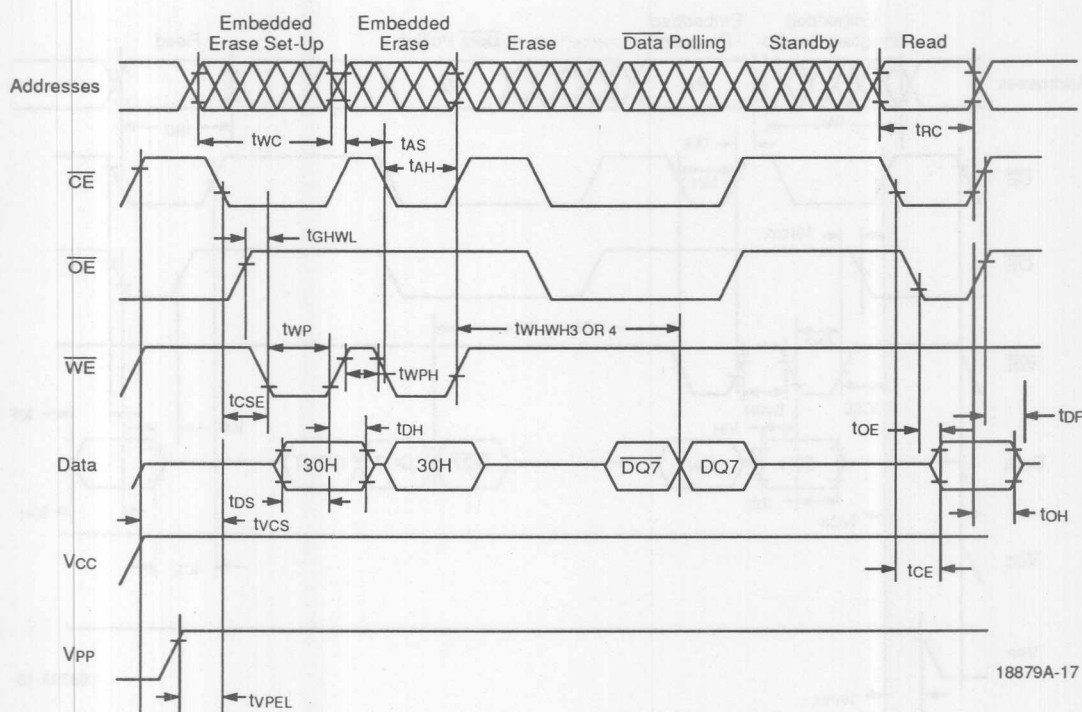 Embedded Erase Set-Up
Embedded Erase
Erase
Data Polling
Standby
Read
Addresses
tWC
tAS
tAH
tRC
CE
tGHWL
OE
tWP
tWHWH3 OR 4
WE
tWPH
tCSE
tDH
tOE
tDF
Data
30H
30H
DQ7
DQ7
tDS
tOH
tVCS
VCC
tCE
VPP
tVPEL
18879A-17